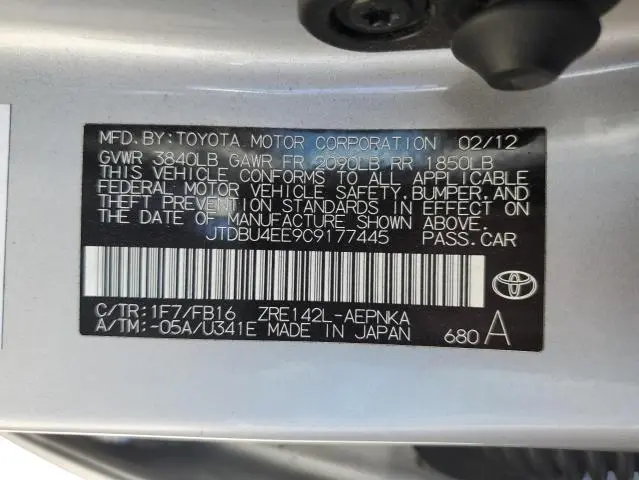 MFD. BY: TOYOTA MOTOR CORPORATION 02/12
GVWR 3840LB GAWR FR 2090LB RR 1850LB
THIS VEHICLE CONFORMS TO ALL APPLICABLE
FEDERAL MOTOR VEHICLE SAFETY, BUMPER, AND
THEFT PREVENTION STANDARDS IN EFFECT ON
THE DATE OF MANUFACTURE SHOWN ABOVE.
JTDBU4EE9C9177445 PASS. CAR
C/TR: 1F7/FB16 ZRE142L-AEPNKA
A/TM: -05A/U341E MADE IN JAPAN 680 A